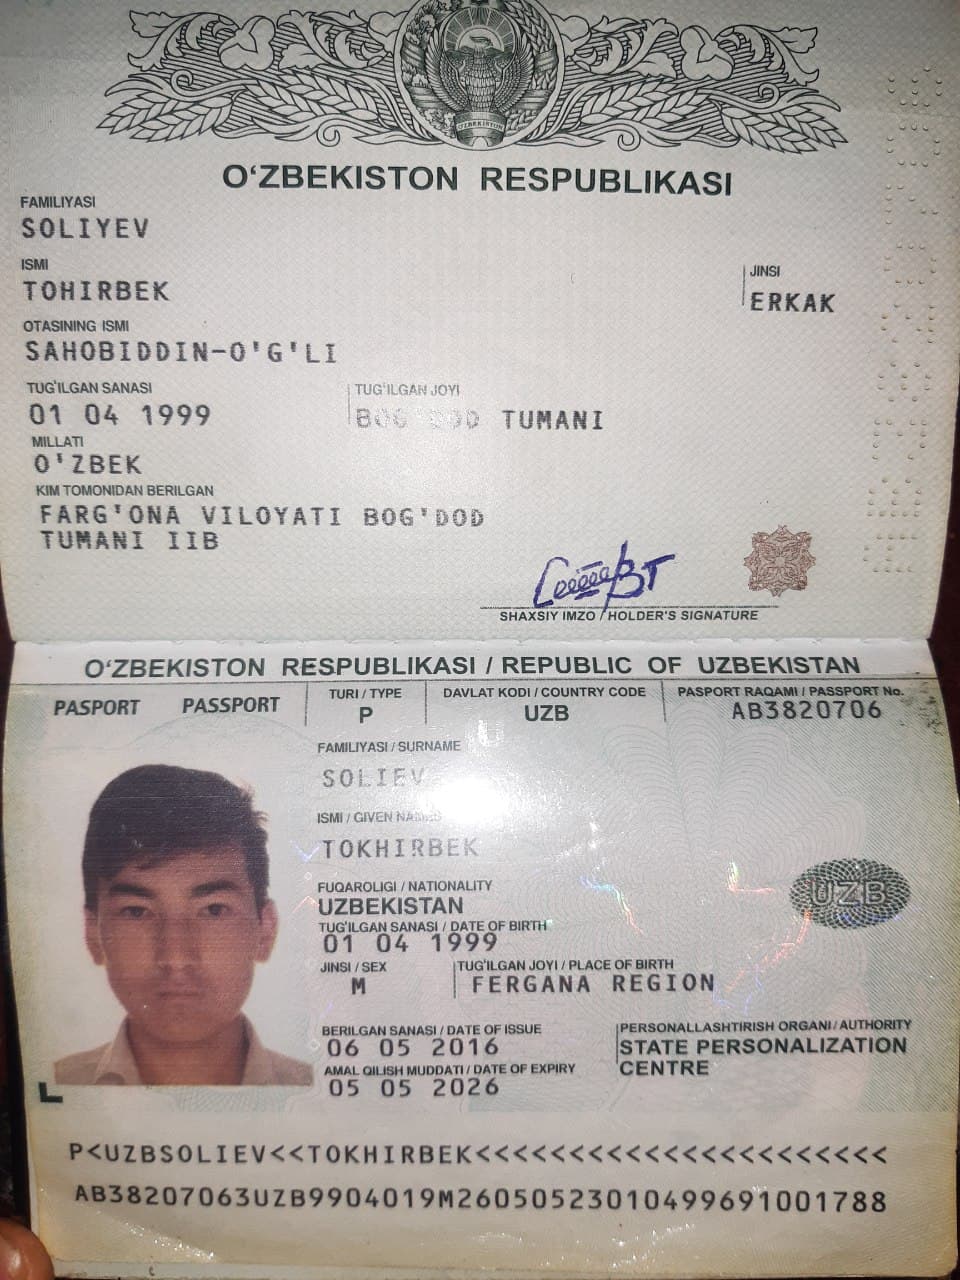 UZBEKISTON
O‘ZBEKISTON RESPUBLIKASI
FAMILIYASI
SOLIYEV
ISMI
TOHIRBEK
JINSI
ERKAK
OTASINING ISMI
SAHOBIDDIN-O'G'LI
TUG‘ILGAN SANASI
TUG‘ILGAN JOYI
01 04 1999
BOG'DOD TUMANI
MILLATI
O'ZBEK
KIM TOMONIDAN BERILGAN
FARG'ONA VILOYATI BOG'DOD
TUMANI IIB
SHAXSIY IMZO / HOLDER'S SIGNATURE
O‘ZBEKISTON RESPUBLIKASI / REPUBLIC OF UZBEKISTAN
PASPORT PASSPORT
TURI / TYPE
P
DAVLAT KODI / COUNTRY CODE
UZB
PASPORT RAQAMI / PASSPORT No.
AB3820706
FAMILIYASI / SURNAME
SOLIEV
ISMI / GIVEN NAMES
TOKHIRBEK
FUQAROLIGI / NATIONALITY
UZBEKISTAN
UZB
TUG‘ILGAN SANASI / DATE OF BIRTH
01 04 1999
JINSI / SEX
M
TUG‘ILGAN JOYI / PLACE OF BIRTH
FERGANA REGION
BERILGAN SANASI / DATE OF ISSUE
06 05 2016
PERSONALLASHTIRISH ORGANI / AUTHORITY
STATE PERSONALIZATION
CENTRE
AMAL QILISH MUDDATI / DATE OF EXPIRY
05 05 2026
P<UZBSOLIEV<<TOKHIRBEK<<<<<<<<<<<<<<<<<<<<<<
AB38207063UZB9904019M26050523010499691001788